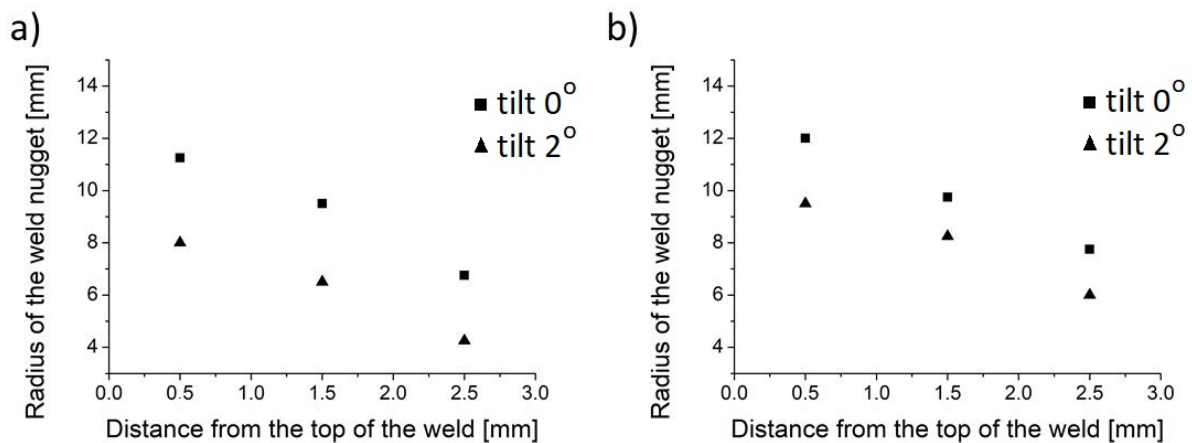 a)
Radius of the weld nugget [mm]
14
12
10
8
6
4
0.0 0.5 1.0 1.5 2.0 2.5 3.0
Distance from the top of the weld [mm]
tilt 0°
tilt 2°
b)
Radius of the weld nugget [mm]
14
12
10
8
6
4
0.0 0.5 1.0 1.5 2.0 2.5 3.0
Distance from the top of the weld [mm]
tilt 0°
tilt 2°